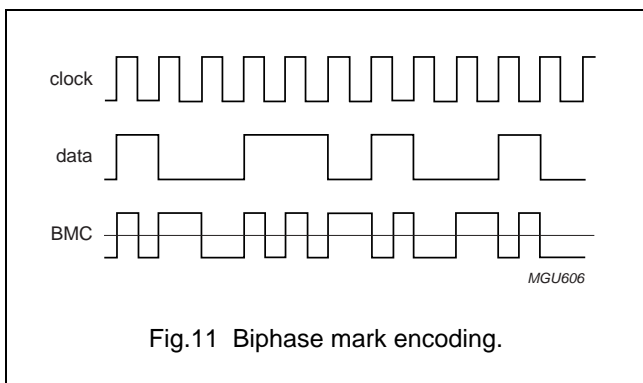 clock
data
BMC
MGU606
Fig.11 Biphase mark encoding.